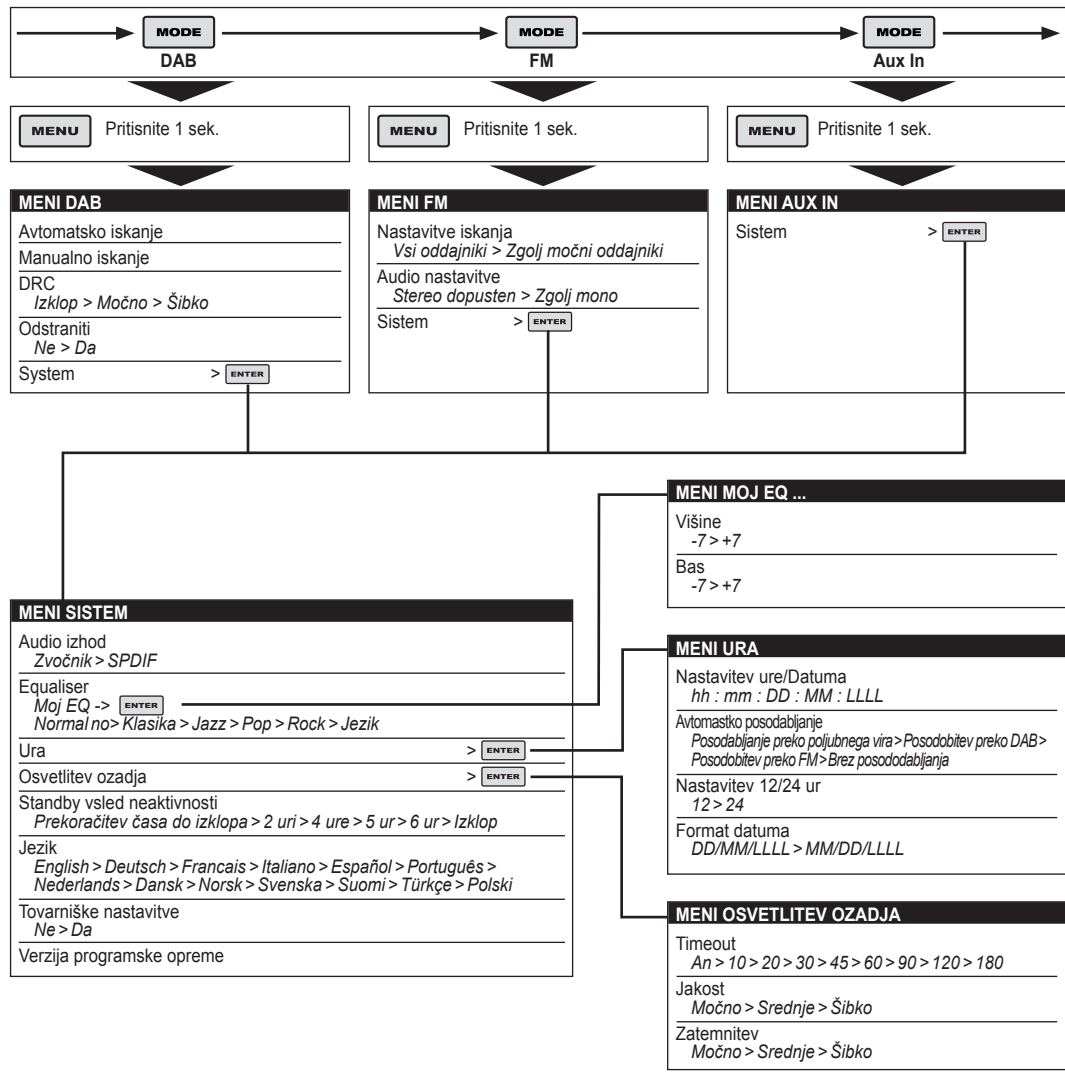 MODE
DAB
MODE
FM
MODE
Aux In
MENU Pritisnite 1 sek.
MENU Pritisnite 1 sek.
MENU Pritisnite 1 sek.
MENI DAB
Avtomatsko iskanje
Manualno iskanje
DRC
Izklop > Močno > Šibko
Odstraniti
Ne > Da
System > ENTER
MENI FM
Nastavitve iskanja
Vsi oddajniki > Zgolj močni oddajniki
Audio nastavitve
Stereo dopusten > Zgolj mono
Sistem > ENTER
MENI AUX IN
Sistem > ENTER
MENI SISTEM
Audio izhod
Zvočnik > SPDIF
Equaliser
Moj EQ -> ENTER
Normal no > Klasika > Jazz > Pop > Rock > Jezik
Ura > ENTER
Osvetlitev ozadja > ENTER
Standby vsled neaktivnosti
Prekoračitev časa do izklopa > 2 uri > 4 ure > 5 ur > 6 ur > Izklop
Jezik
English > Deutsch > Francais > Italiano > Español > Português >
Nederlands > Dansk > Norsk > Svenska > Suomi > Türkçe > Polski
Tovarniške nastavitve
Ne > Da
Verzija programske opreme
MENI MOJ EQ ...
Višine
-7 > +7
Bas
-7 > +7
MENI URA
Nastavitev ure/Datuma
hh : mm : DD : MM : LLLL
Avtomastko posodabljanje
Posodabljanje preko poljubnega vira > Posodobitev preko DAB >
Posodobitev preko FM > Brez posododabljanja
Nastavitev 12/24 ur
12 > 24
Format datuma
DD/MM/LLLL > MM/DD/LLLL
MENI OSVETLITEV OZADJA
Timeout
An > 10 > 20 > 30 > 45 > 60 > 90 > 120 > 180
Jakost
Močno > Srednje > Šibko
Zatemnitev
Močno > Srednje > Šibko